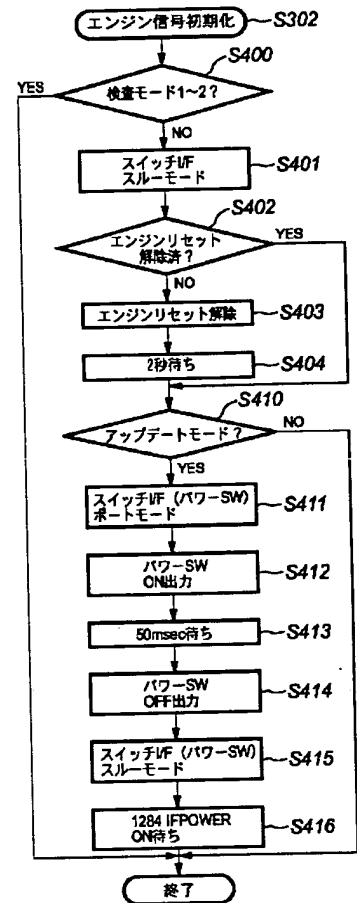 エンジン信号初期化
S302
S400
YES
検査モード1~2?
NO
スイッチI/F
スルーモード
S401
S402
エンジンリセット
解除済?
YES
NO
エンジンリセット解除
S403
2秒待ち
S404
S410
アップデートモード?
NO
YES
スイッチI/F (パワーSW)
ポートモード
S411
パワーSW
ON出力
S412
50msec待ち
S413
パワーSW
OFF出力
S414
スイッチI/F (パワーSW)
スルーモード
S415
1284 IFPOWER
ON待ち
S416
終了